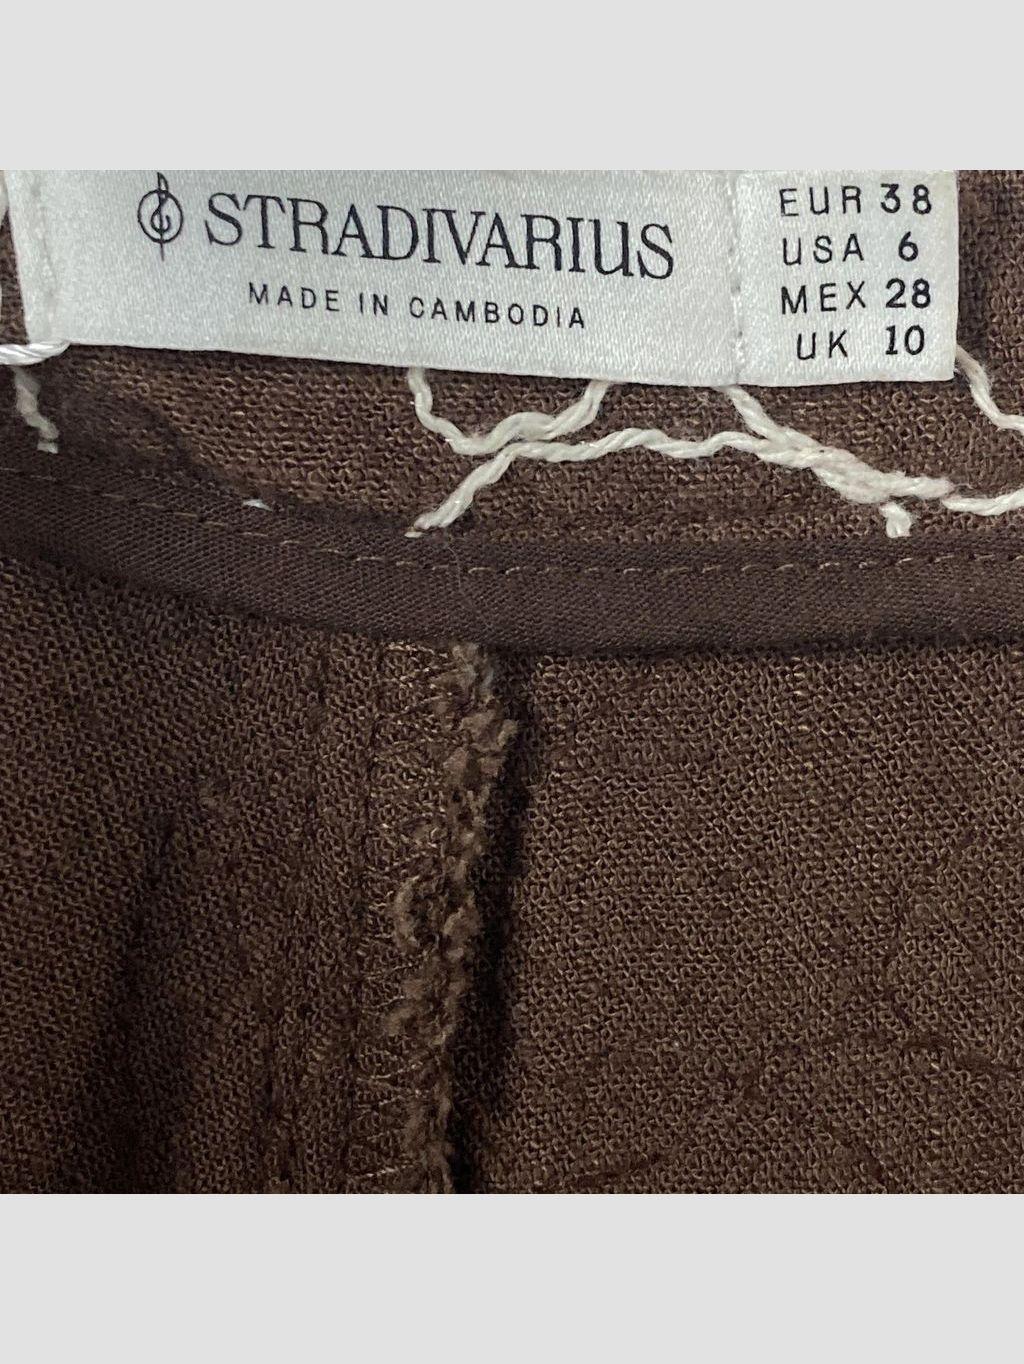 STRADIVARIUS
MADE IN CAMBODIA
EUR 38
USA 6
MEX 28
UK 10